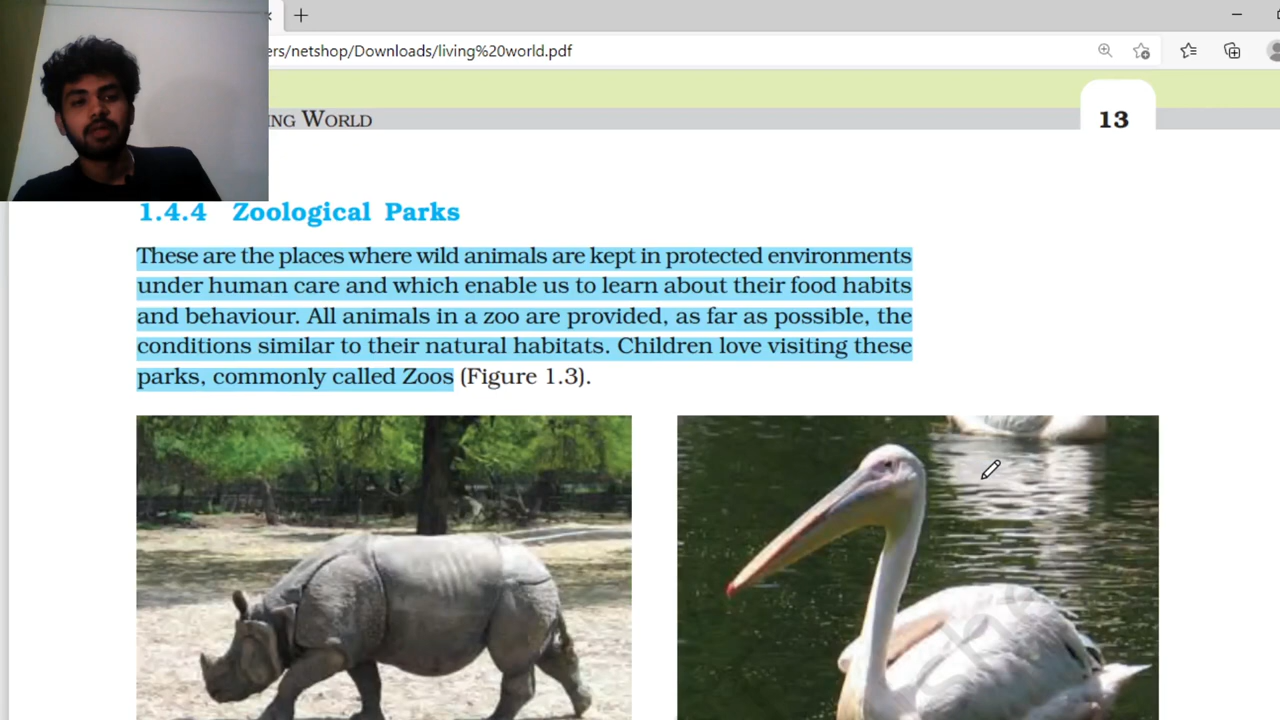 ers/netshop/Downloads/living%20world.pdf
ING WORLD
13
1.4.4 Zoological Parks
These are the places where wild animals are kept in protected environments
under human care and which enable us to learn about their food habits
and behaviour. All animals in a zoo are provided, as far as possible, the
conditions similar to their natural habitats. Children love visiting these
parks, commonly called Zoos (Figure 1.3).